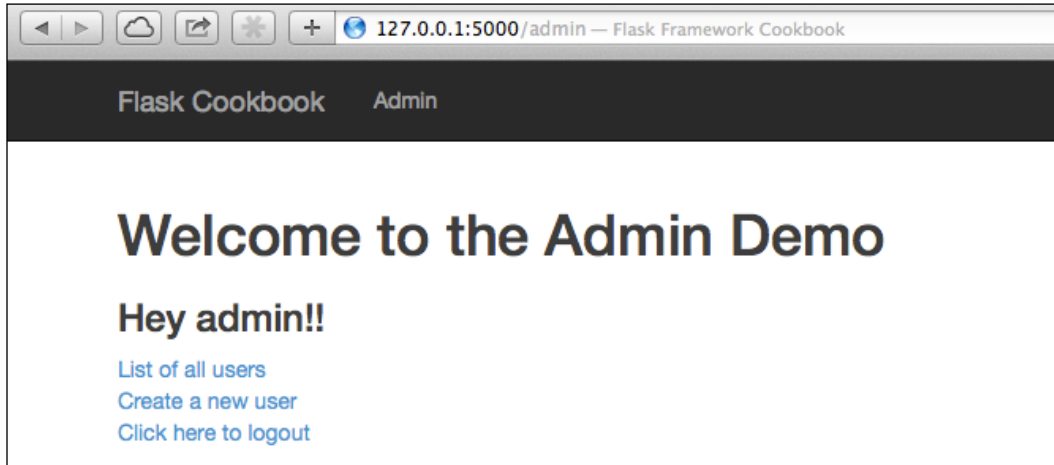 127.0.0.1:5000/admin — Flask Framework Cookbook
Flask Cookbook Admin
Welcome to the Admin Demo
Hey admin!!
List of all users
Create a new user
Click here to logout